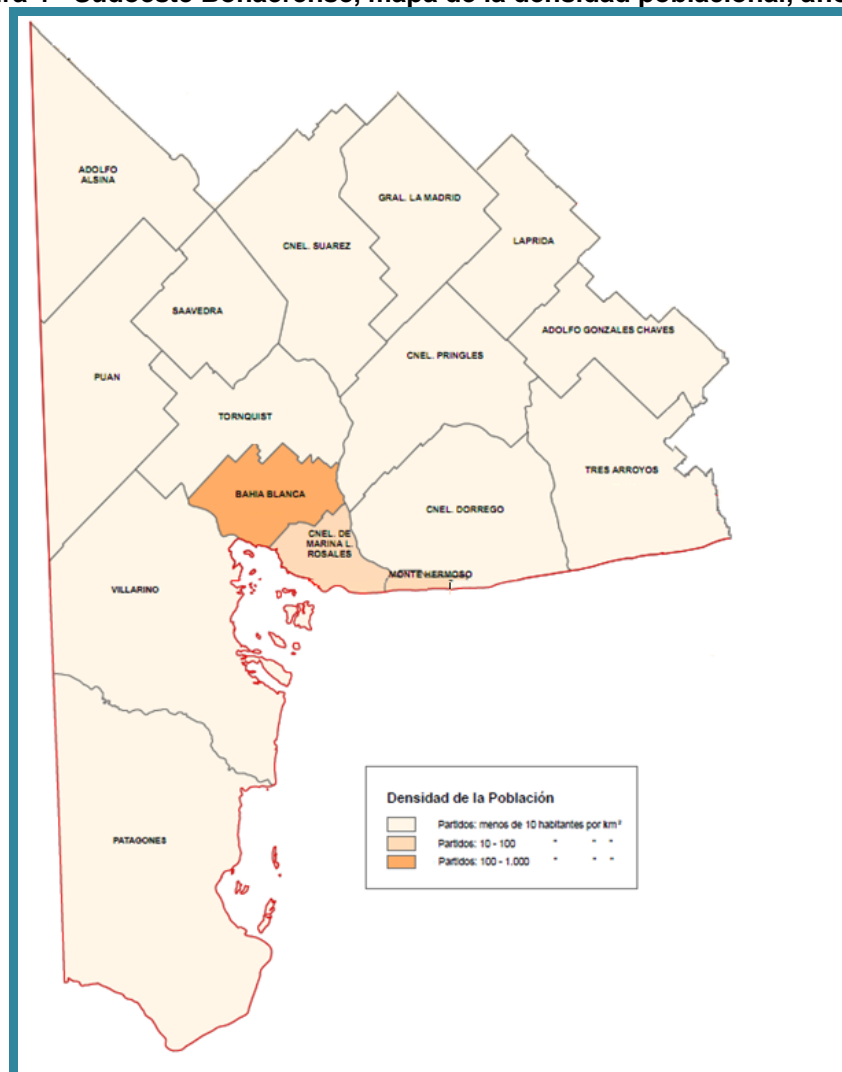 Sudoeste Bonaerense, mapa de la densidad poblacional, año
ADOLFO
ALSINA
GRAL. LA MADRID
CNEL. SUAREZ
LAPRIDA
SAAVEDRA
ADOLFO GONZALES CHAVES
CNEL. PRINGLES
PUAN
TORNQUIST
TRES ARROYOS
BAHIA BLANCA
CNEL. DORREGO
CNEL. DE
MARINA L.
ROSALES
MONTE HERMOSO
VILLARINO
PATAGONES
Densidad de la Población
Partidos: menos de 10 habitantes por km²
Partidos: 10 - 100 " " "
Partidos: 100 - 1.000 " " "